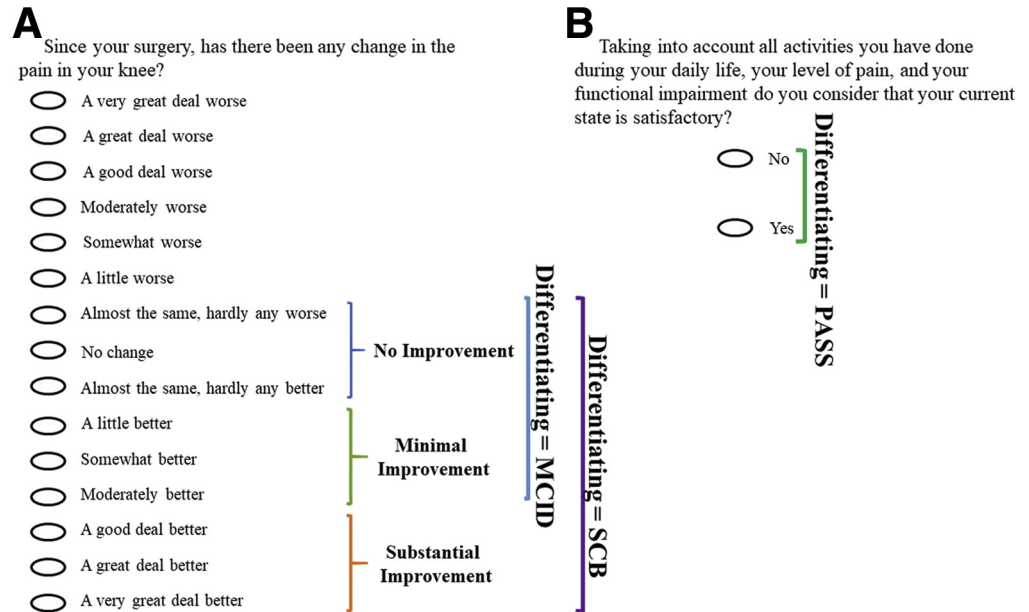 A
Since your surgery, has there been any change in the
pain in your knee?
A very great deal worse
A great deal worse
A good deal worse
Moderately worse
Somewhat worse
A little worse
Almost the same, hardly any worse
No change
Almost the same, hardly any better
A little better
Somewhat better
Moderately better
A good deal better
A great deal better
A very great deal better
No Improvement
Minimal
Improvement
Substantial
Improvement
Differentiating = MCID
Differentiating = SCB
B
Taking into account all activities you have done
during your daily life, your level of pain, and your
functional impairment do you consider that your current
state is satisfactory?
No
Yes
Differentiating = PASS